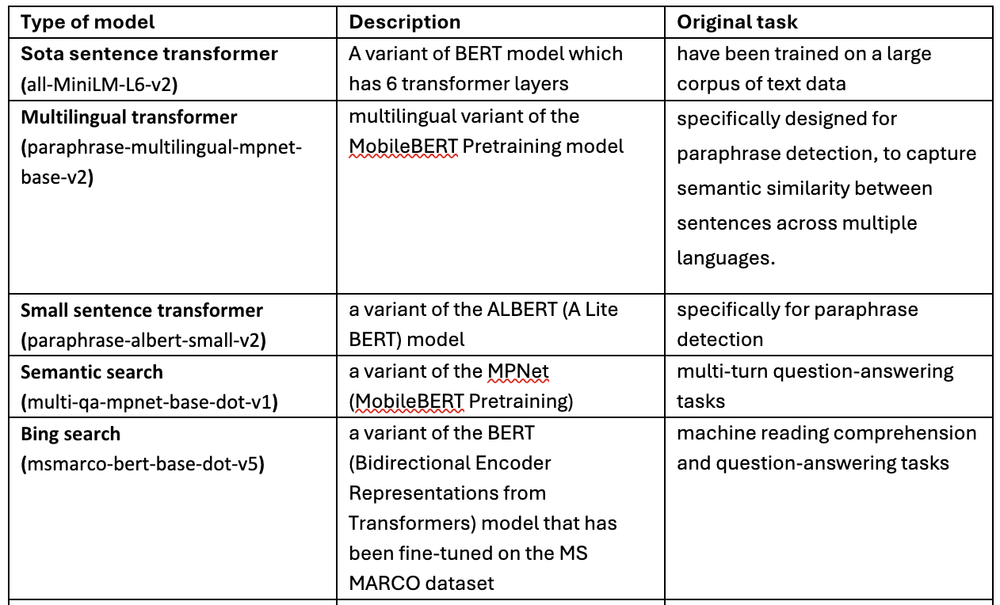 Type of model
Description
Original task
Sota sentence transformer
(all-MiniLM-L6-v2)
A variant of BERT model which
has 6 transformer layers
have been trained on a large
corpus of text data
Multilingual transformer
(paraphrase-multilingual-mpnet-
base-v2)
multilingual variant of the
MobileBERT Pretraining model
specifically designed for
paraphrase detection, to capture
semantic similarity between
sentences across multiple
languages.
Small sentence transformer
(paraphrase-albert-small-v2)
a variant of the ALBERT (A Lite
BERT) model
specifically for paraphrase
detection
Semantic search
(multi-qa-mpnet-base-dot-v1)
a variant of the MPNet
(MobileBERT Pretraining)
multi-turn question-answering
tasks
Bing search
(msmarco-bert-base-dot-v5)
a variant of the BERT
(Bidirectional Encoder
Representations from
Transformers) model that has
been fine-tuned on the MS
MARCO dataset
machine reading comprehension
and question-answering tasks